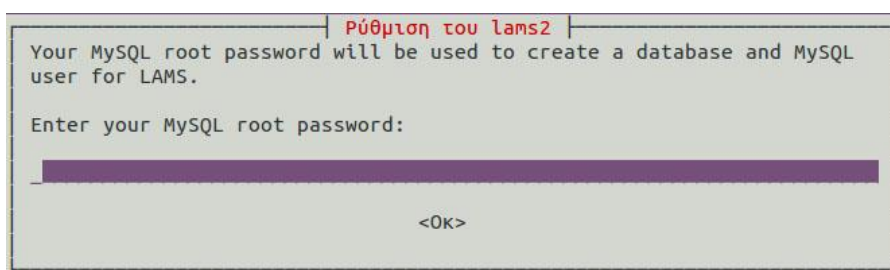 Ρύθμιση του lams2
Your MySQL root password will be used to create a database and MySQL
user for LAMS.
Enter your MySQL root password:
_
<Ok>